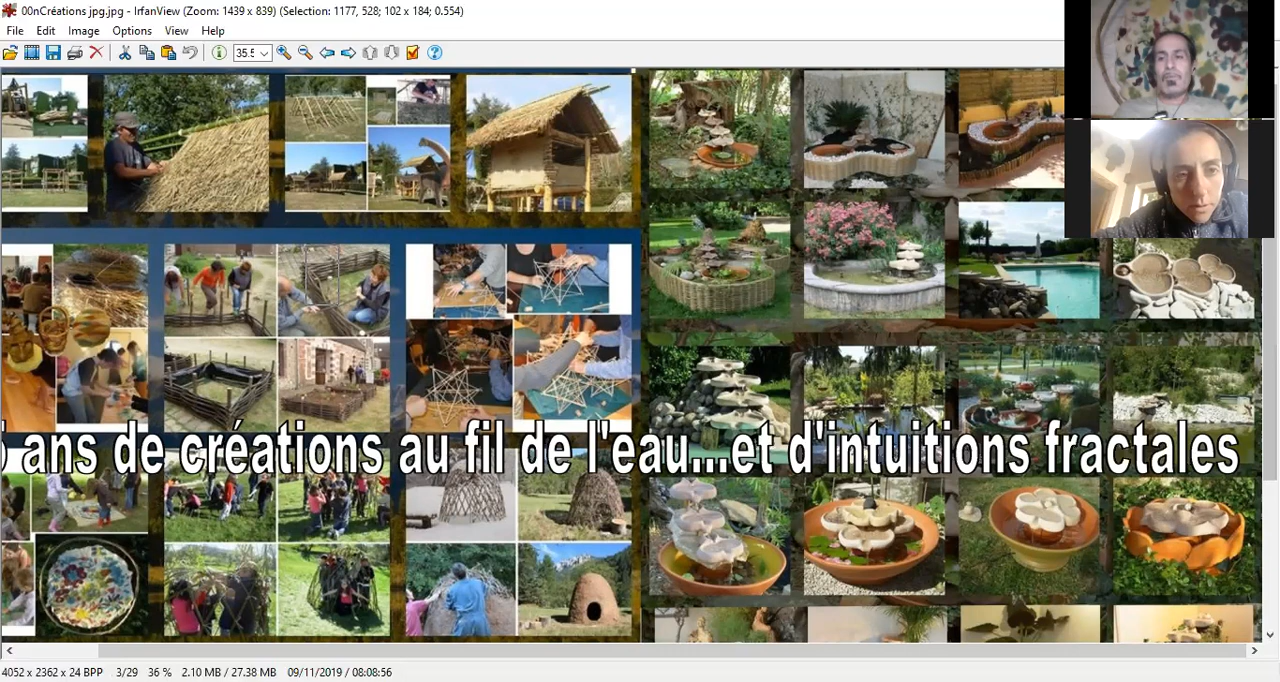 00nCréations jpg.jpg - IrfanView (Zoom: 1439 x 839) (Selection: 1177, 528; 102 x 184; 0.554)
File Edit Image Options View Help
35.5
ans de créations au fil de l'eau...et d'intuitions fractales
4052 x 2362 x 24 BPP 3/29 36 % 2.10 MB / 27.38 MB 09/11/2019 / 08:08:56